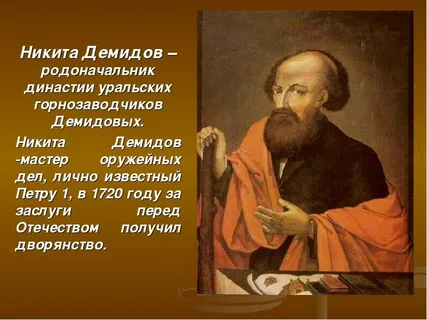 Никита Демидов –
родоначальник
династии уральских
горнозаводчиков
Демидовых.
Никита Демидов
-мастер оружейных
дел, лично известный
Петру 1, в 1720 году за
заслуги перед
Отечеством получил
дворянство.